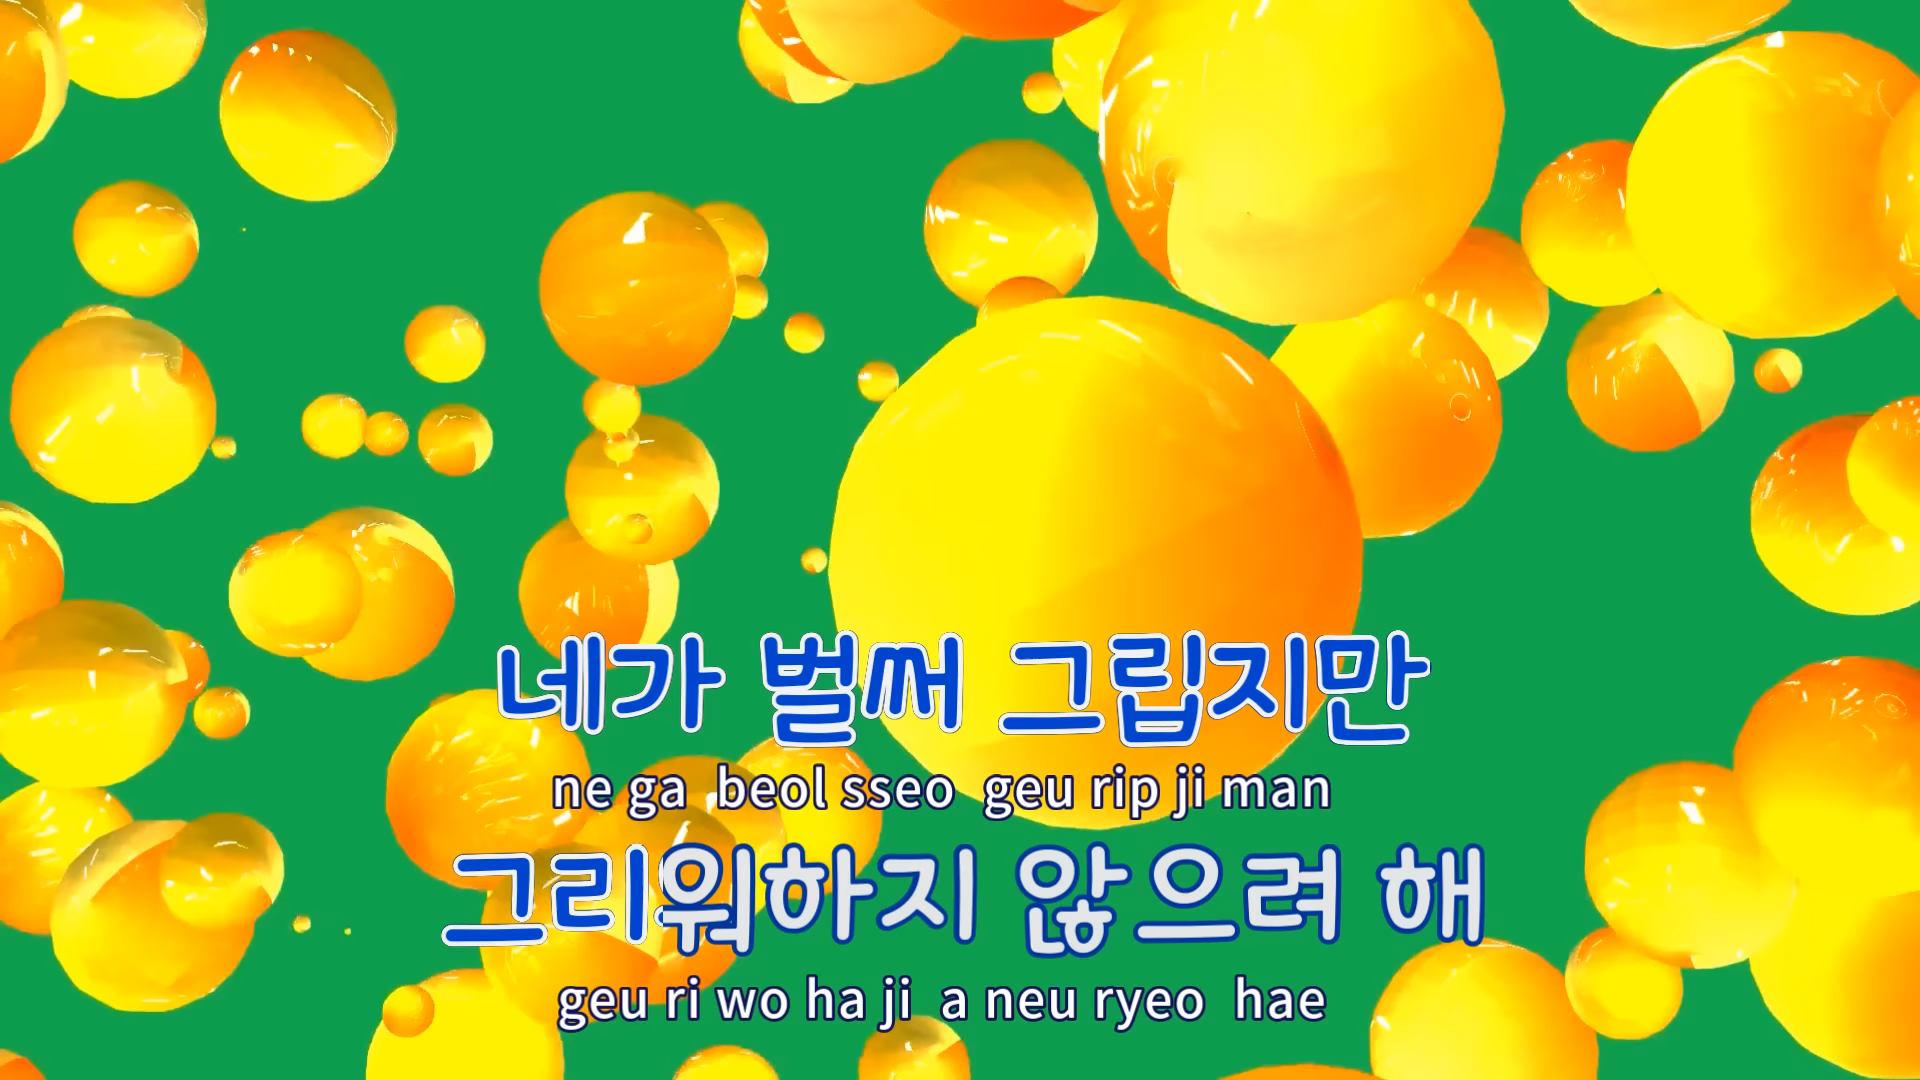 네가 벌써 그립지만
ne ga beol sseo geu rip ji man
그리워하지 않으려 해
geu ri wo ha ji a neu ryeo hae